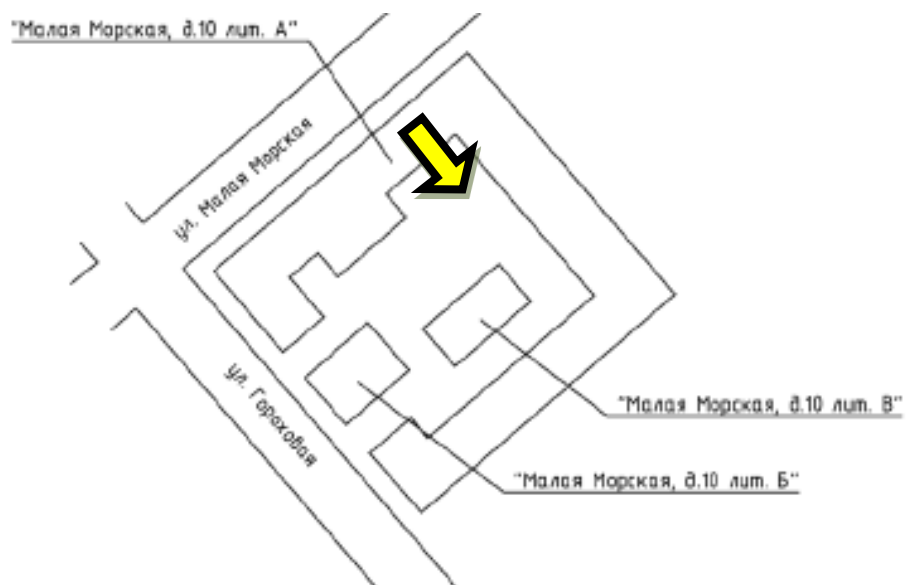 "Малая Морская, д.10 лит. А"
ул. Малая Морская
ул. Гороховая
"Малая Морская, д.10 лит. В"
"Малая Морская, д.10 лит. Б"